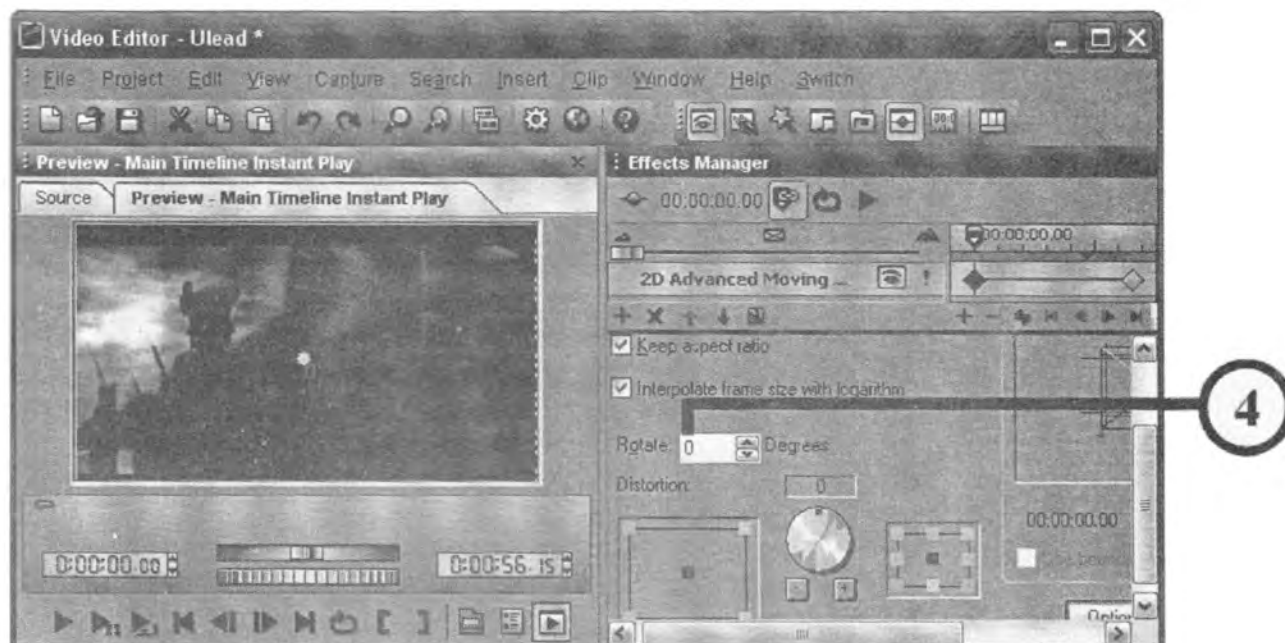 Video Editor - Ulead *
File Project Edit View Capture Search Insert Clip Window Help Switch
Preview - Main Timeline Instant Play
Source Preview - Main Timeline Instant Play
0:00:00.00 0:00:56.15
Effects Manager
00:00:00.00
00:00:00.00
2D Advanced Moving ... !
Keep aspect ratio
Interpolate frame size with logarithm
Rotate: 0 Degrees
Distortion: 0
00:00:00.00
Option
4